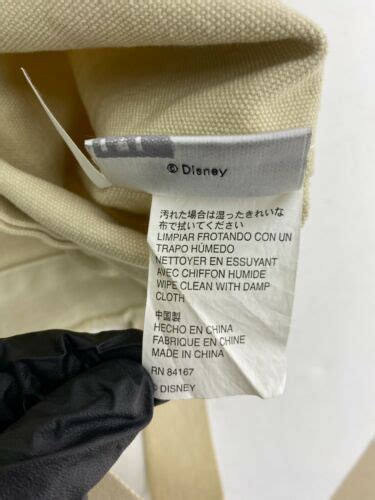 © Disney
汚れた場合は湿ったきれいな
布で拭いてください
LIMPIAR FROTANDO CON UN
TRAPO HÚMEDO
NETTOYER EN ESSUYANT
AVEC CHIFFON HUMIDE
WIPE CLEAN WITH DAMP
CLOTH
中国製
HECHO EN CHINA
FABRIQUE EN CHINE
MADE IN CHINA
RN 84167
© DISNEY